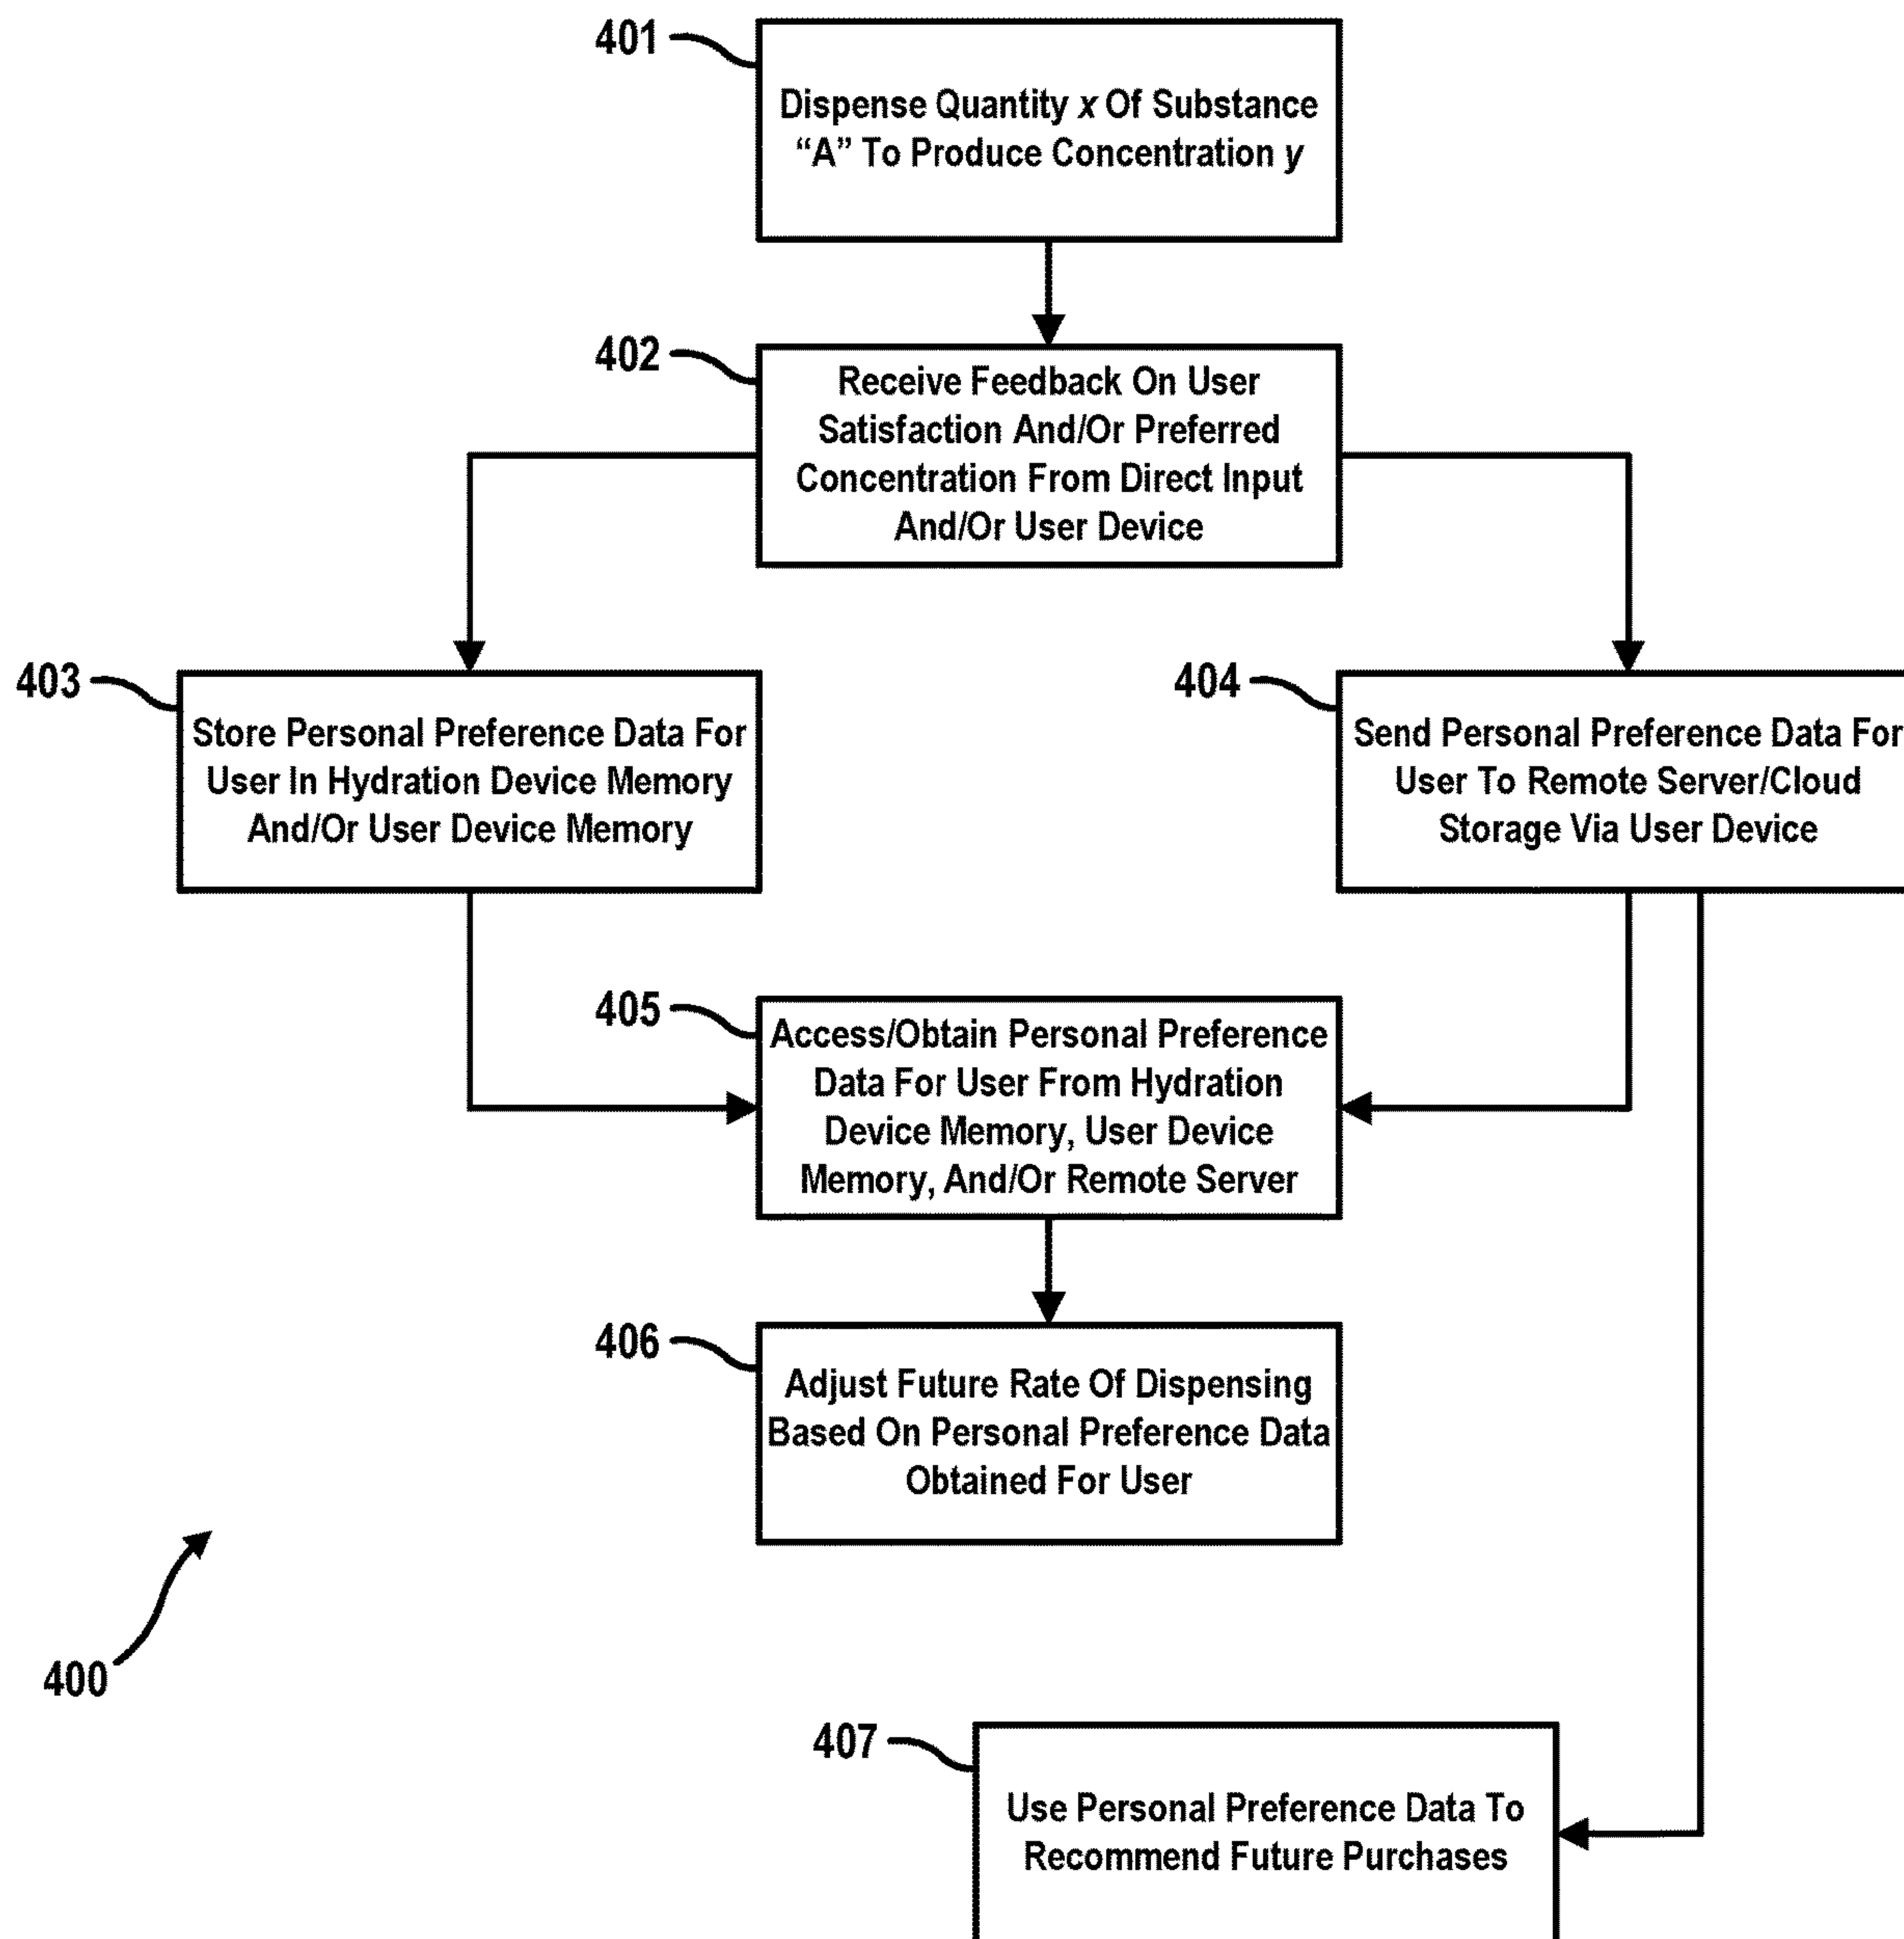 401
Dispense Quantity x Of Substance
“A” To Produce Concentration y
402
Receive Feedback On User
Satisfaction And/Or Preferred
Concentration From Direct Input
And/Or User Device
403
Store Personal Preference Data For
User In Hydration Device Memory
And/Or User Device Memory
404
Send Personal Preference Data For
User To Remote Server/Cloud
Storage Via User Device
405
Access/Obtain Personal Preference
Data For User From Hydration
Device Memory, User Device
Memory, And/Or Remote Server
406
Adjust Future Rate Of Dispensing
Based On Personal Preference Data
Obtained For User
400
407
Use Personal Preference Data To
Recommend Future Purchases